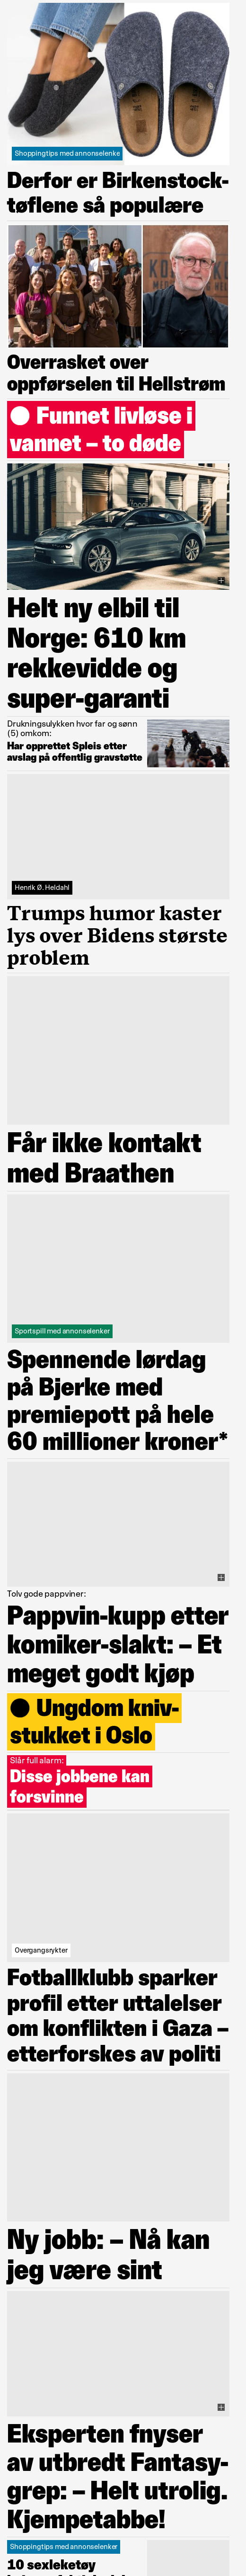 Shoppingtips med annonselenke
Derfor er Birkenstock-
tøflene så populære
Overrasket over
oppførselen til Hellstrøm
Funnet livløse i
vannet – to døde
Helt ny elbil til
Norge: 610 km
rekkevidde og
super-garanti
Drukningsulykken hvor far og sønn
(5) omkom:
Har opprettet Spleis etter
avslag på offentlig gravstøtte
Henrik Ø. Heldahl
Trumps humor kaster
lys over Bidens største
problem
Får ikke kontakt
med Braathen
Sportspill med annonselenker
Spennende lørdag
på Bjerke med
premiepott på hele
60 millioner kroner*
Tolv gode pappviner:
Pappvin-kupp etter
komiker-slakt: – Et
meget godt kjøp
Ungdom kniv-
stukket i Oslo
Slår full alarm:
Disse jobbene kan
forsvinne
Overgangsrykter
Fotballklubb sparker
profil etter uttalelser
om konflikten i Gaza –
etterforskes av politi
Ny jobb: – Nå kan
jeg være sint
Eksperten fnyser
av utbredt Fantasy-
grep: – Helt utrolig.
Kjempetabbe!
Shoppingtips med annonselenker
10 sexleketøy